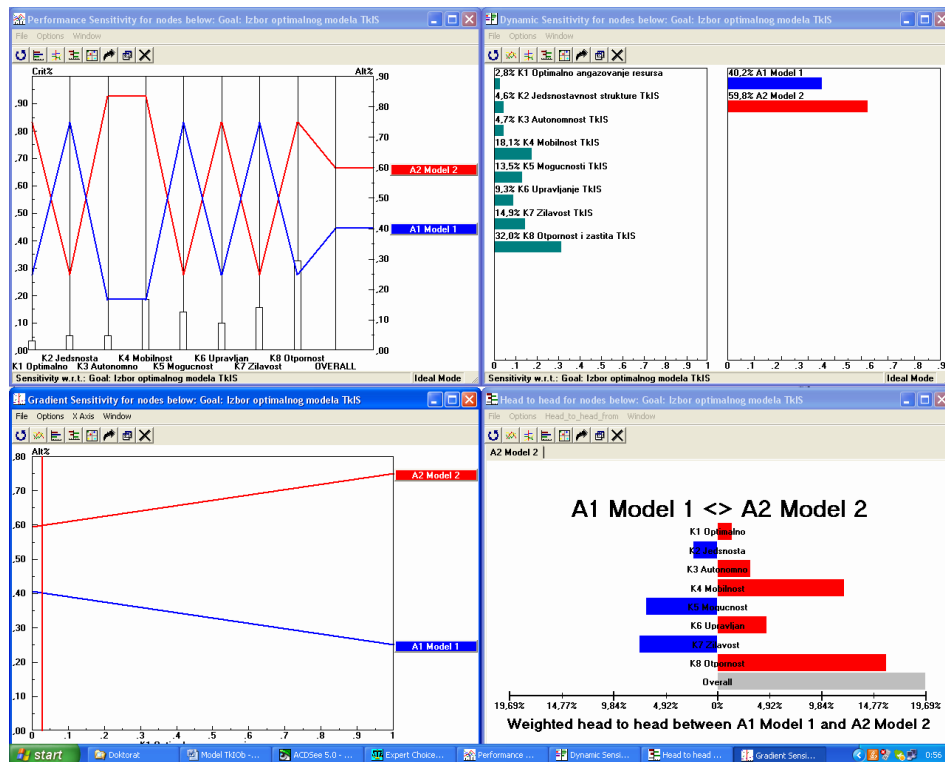 Performance Sensitivity for nodes below: Goal: Izbor optimalnog modela TkIS
File Options Window
Crit%
Alt%
,90
,80
,70
,60
,50
,40
,30
,20
,10
,00
,90
,80
,70
,60
,50
,40
,30
,20
,10
,00
A2 Model 2
A1 Model 1
K2 Jedsnosta K4 Mobilnost K6 Upravljan K8 Otpornost
K1 Optimalno K3 Autonomno K5 Mogucnost K7 Zilavost OVERALL
Sensitivity w.r.t.: Goal: Izbor optimalnog modela TkIS Ideal Mode
Dynamic Sensitivity for nodes below: Goal: Izbor optimalnog modela TkIS
File Options Window
2,8% K1 Optimalno angazovanje resursa
4,6% K2 Jedsnostavnost strukture TkIS
4,7% K3 Autonomnost TkIS
18,1% K4 Mobilnost TkIS
13,5% K5 Mogucnosti TkIS
9,3% K6 Upravljanje TkIS
14,9% K7 Zilavost TkIS
32,0% K8 Otpornost i zastita TkIS
40,2% A1 Model 1
59,8% A2 Model 2
0 .1 .2 .3 .4 .5 .6 .7 .8 .9 1
0 .1 .2 .3 .4 .5 .6 .7 .8 .9
Sensitivity w.r.t.: Goal: Izbor optimalnog modela TkIS Ideal Mode
Gradient Sensitivity for nodes below: Goal: Izbor optimalnog modela TkIS
File Options X Axis Window
Alt%
,80
,70
,60
,50
,40
,30
,20
,10
,00
A2 Model 2
A1 Model 1
0 .1 .2 .3 .4 .5 .6 .7 .8 .9 1
Head to head for nodes below: Goal: Izbor optimalnog modela TkIS
File Options Head_to_head_from Window
A2 Model 2
A1 Model 1 <> A2 Model 2
K1 Optimalno
K2 Jedsnosta
K3 Autonomno
K4 Mobilnost
K5 Mogucnost
K6 Upravljan
K7 Zilavost
K8 Otpornost
Overall
19,69% 14,77% 9,84% 4,92% 0% 4,92% 9,84% 14,77% 19,69%
Weighted head to head between A1 Model 1 and A2 Model 2
start Doktorat Model TkIOb -... ACDSee 5.0 -... Expert Choice... Performance ... Dynamic Sensi... Head to head ... Gradient Sensi... 0:56